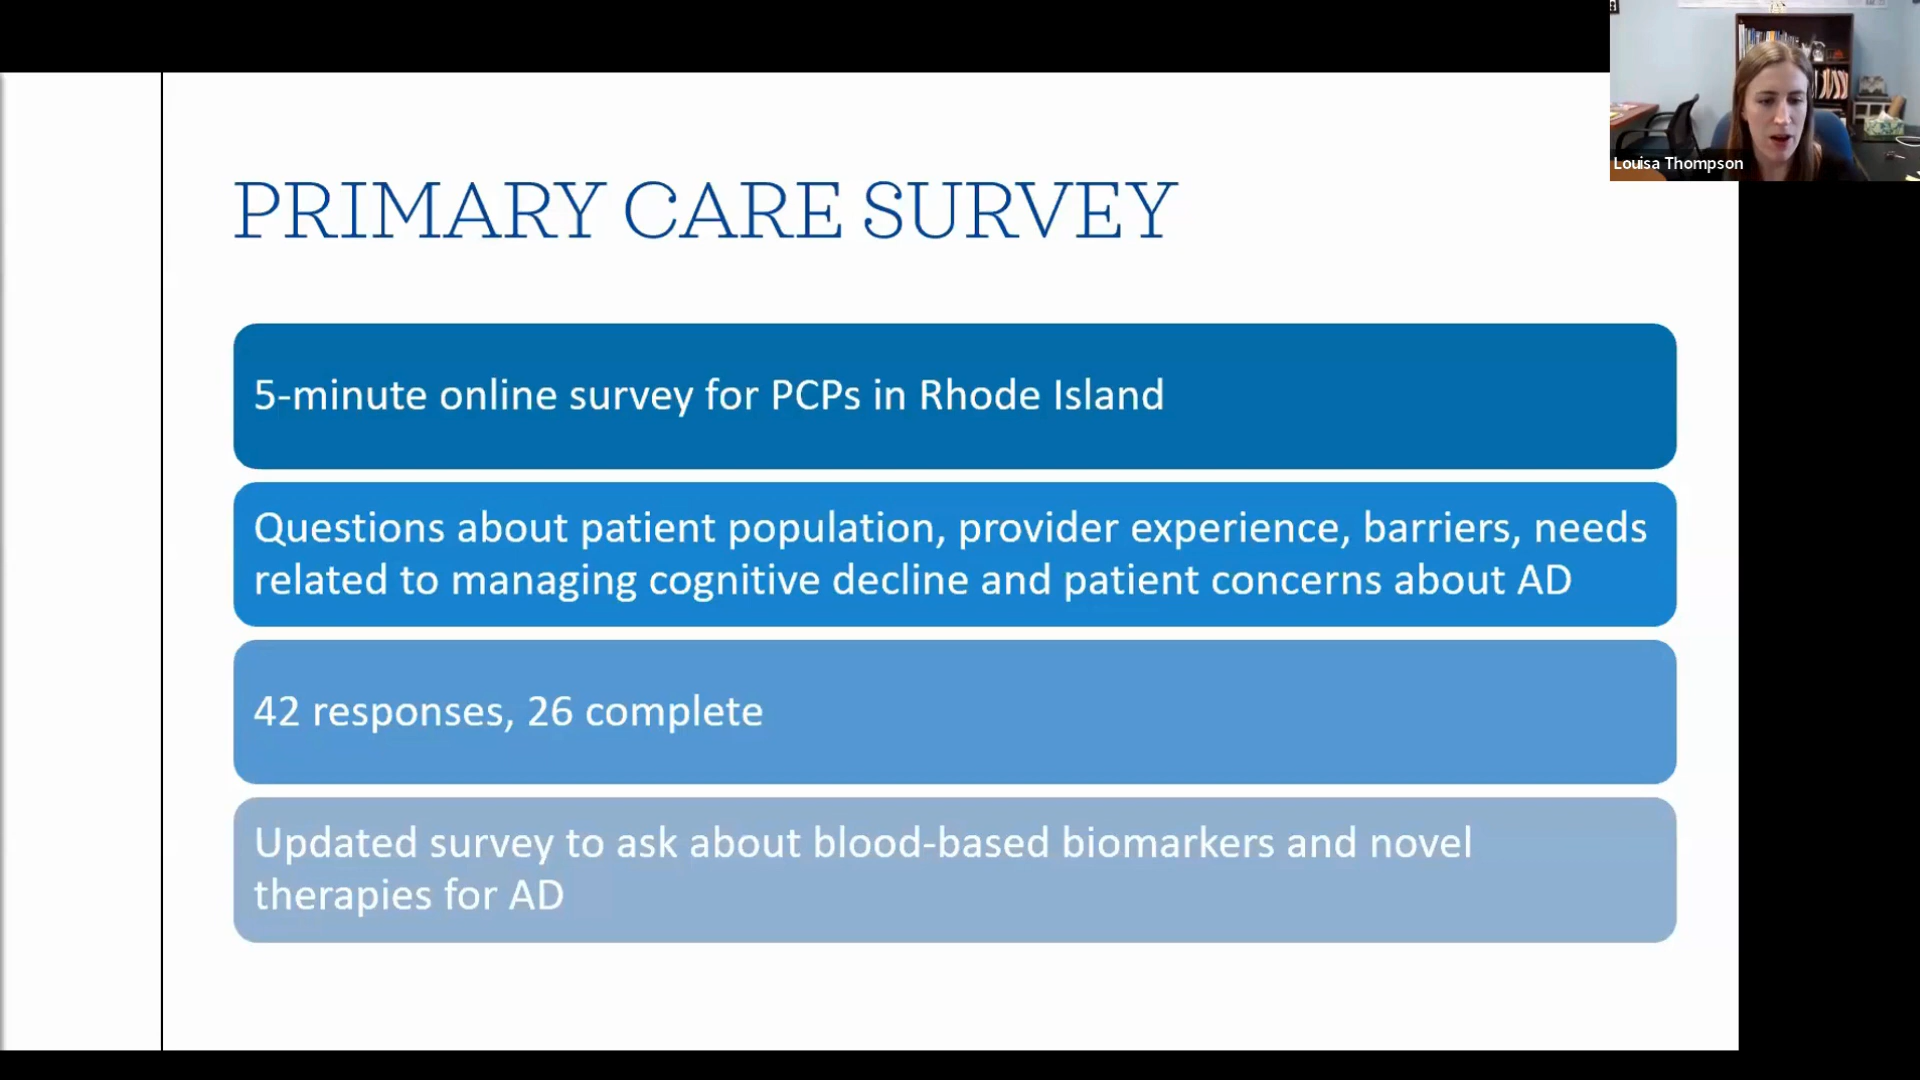 Louisa Thompson
PRIMARY CARE SURVEY
5-minute online survey for PCPs in Rhode Island
Questions about patient population, provider experience, barriers, needs
related to managing cognitive decline and patient concerns about AD
42 responses, 26 complete
Updated survey to ask about blood-based biomarkers and novel
therapies for AD